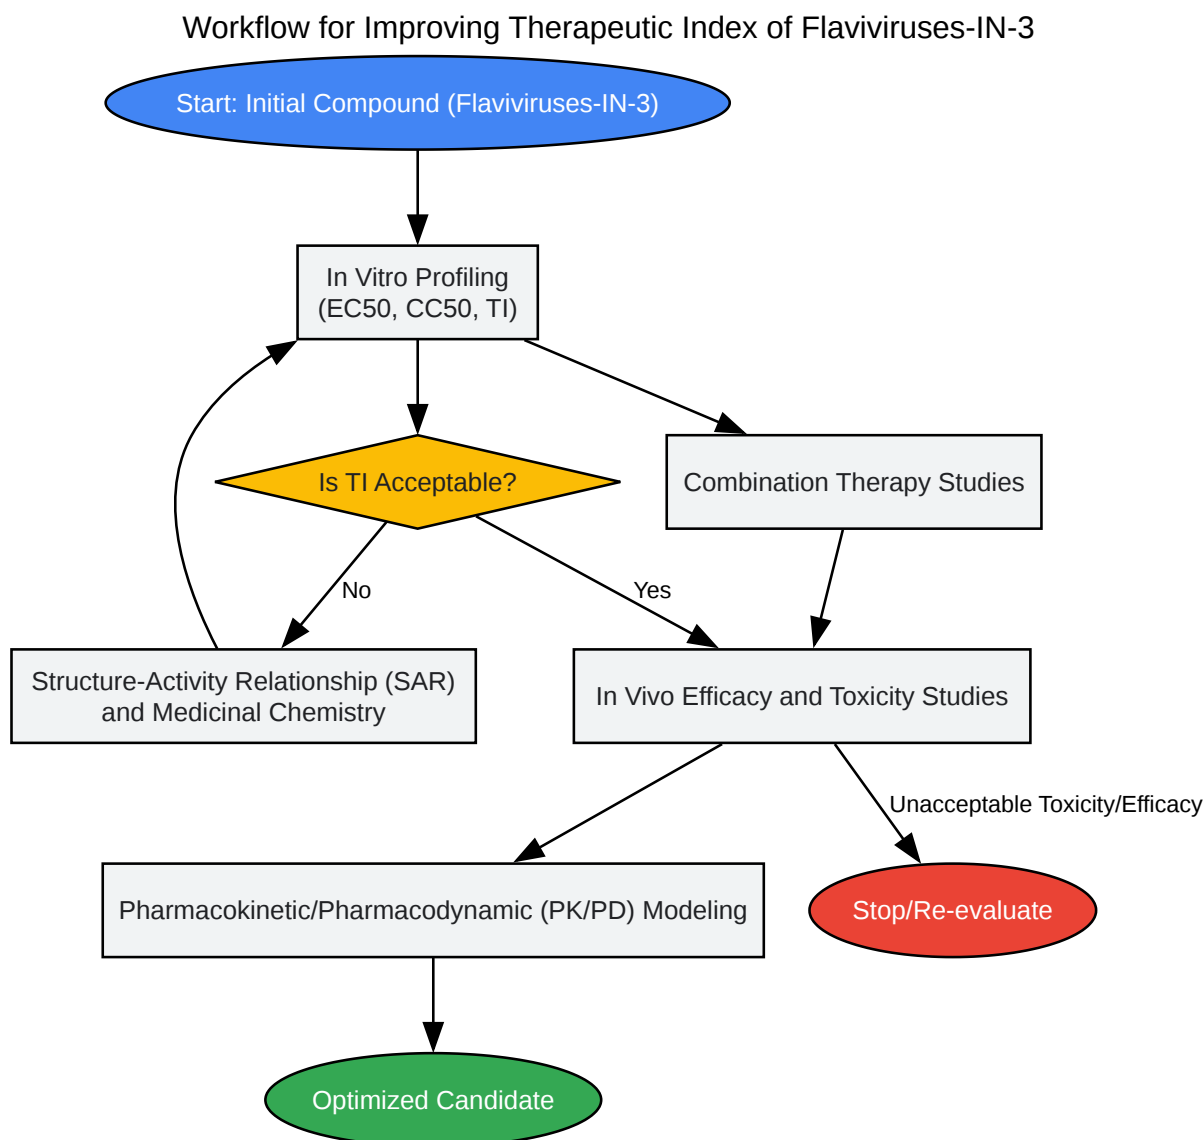 Workflow for Improving Therapeutic Index of Flaviviruses-IN-3
Start: Initial Compound (Flaviviruses-IN-3)
In Vitro Profiling
(EC50, CC50, TI)
Is TI Acceptable?
Combination Therapy Studies
No
Yes
Structure-Activity Relationship (SAR)
and Medicinal Chemistry
In Vivo Efficacy and Toxicity Studies
Unacceptable Toxicity/Efficacy
Pharmacokinetic/Pharmacodynamic (PK/PD) Modeling
Stop/Re-evaluate
Optimized Candidate